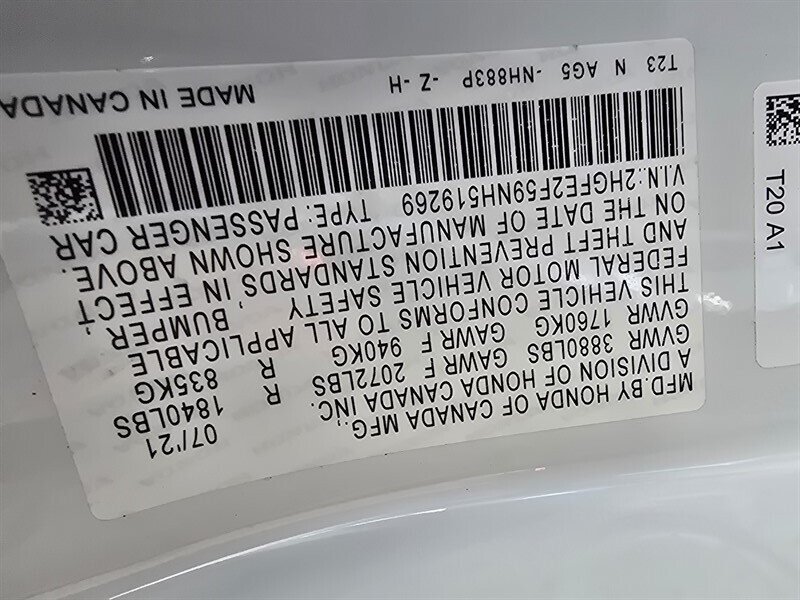 MFD.BY HONDA OF CANADA MFG., 07/'21
A DIVISION OF HONDA CANADA INC.
GVWR 3880LBS GAWR F 2072LBS R 1840LBS
GVWR 1760KG GAWR F 940KG R 835KG
THIS VEHICLE CONFORMS TO ALL APPLICABLE
FEDERAL MOTOR VEHICLE SAFETY, BUMPER,
AND THEFT PREVENTION STANDARDS IN EFFECT
ON THE DATE OF MANUFACTURE SHOWN ABOVE.
V.I.N:2HGFE2F59NH519269 TYPE:PASSENGER CAR
T23 N AG5 -NH883P -Z -H MADE IN CANADA
T20 A1